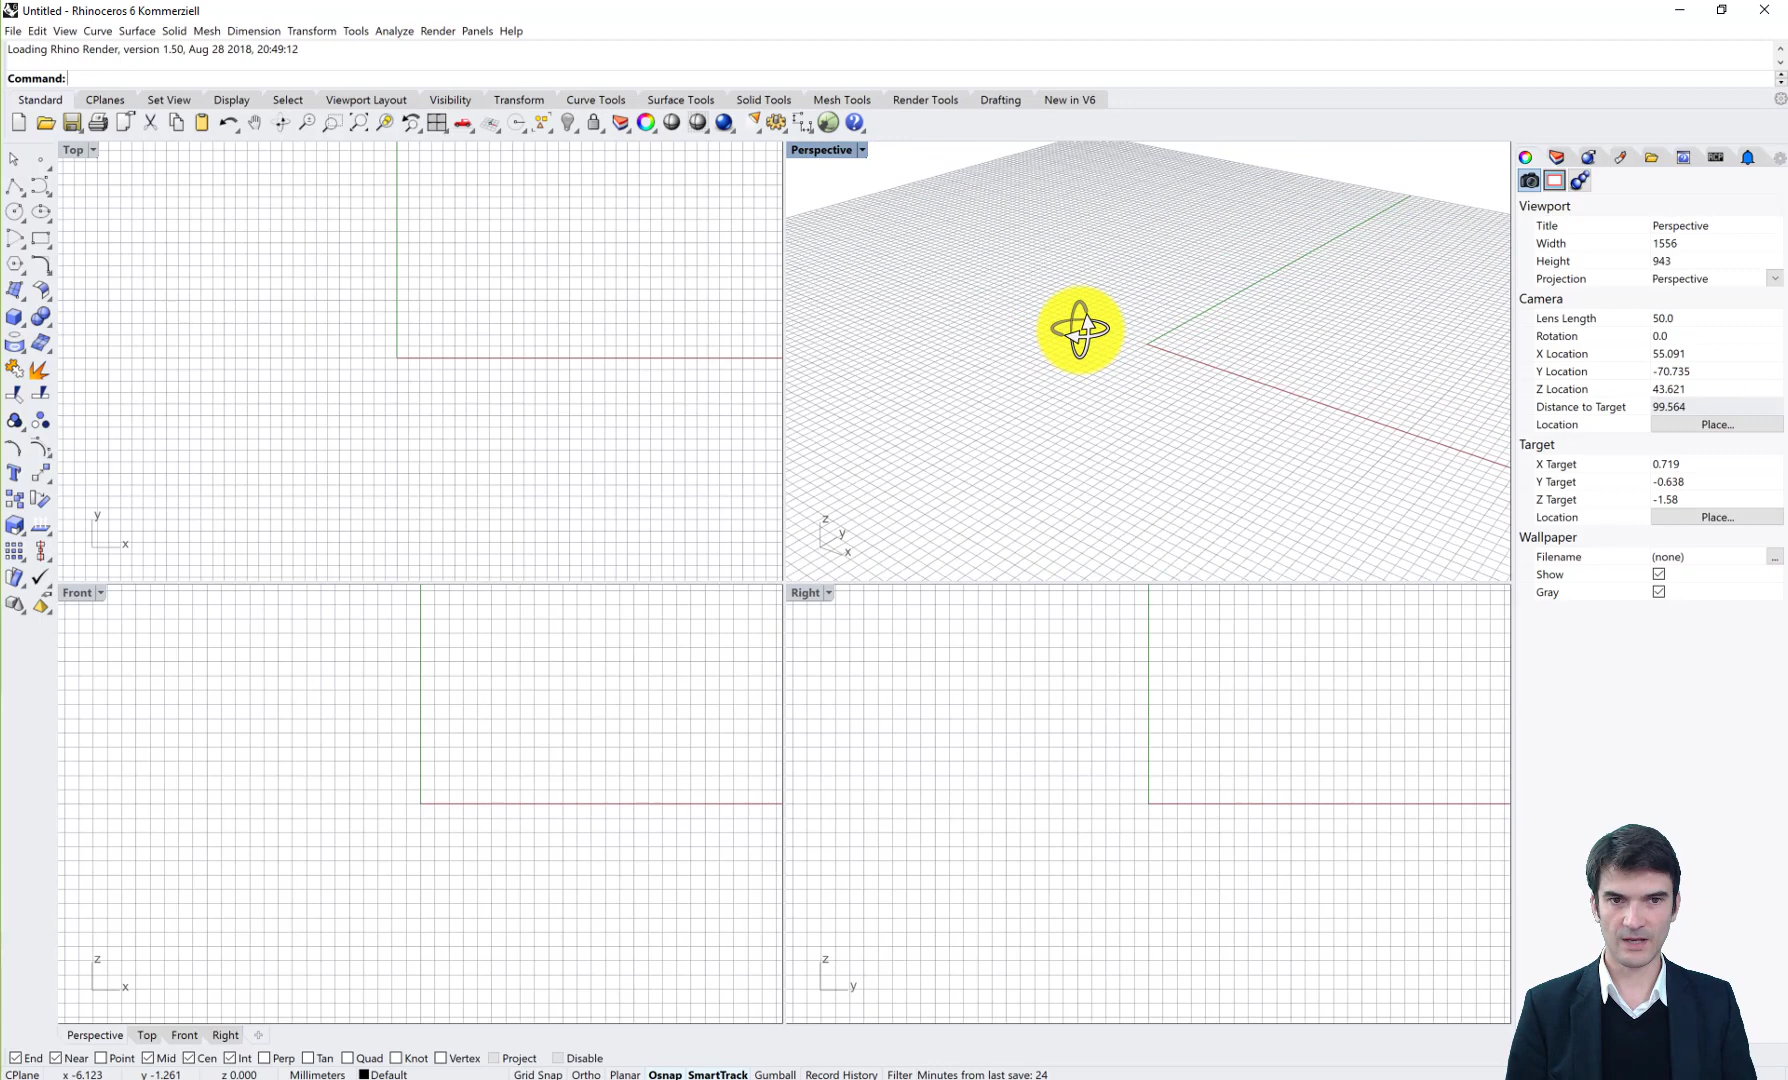 Untitled - Rhinoceros 6 Kommerziell
File Edit View Curve Surface Solid Mesh Dimension Transform Tools Analyze Render Panels Help
Loading Rhino Render, version 1.50, Aug 28 2018, 20:49:12
Command:
Standard CPlanes Set View Display Select Viewport Layout Visibility Transform Curve Tools Surface Tools Solid Tools Mesh Tools Render Tools Drafting New in V6
Top
Perspective
Viewport
Title Perspective
Width 1556
Height 943
Projection Perspective
Camera
Lens Length 50.0
Rotation 0.0
X Location 55.091
Y Location -70.735
Z Location 43.621
Distance to Target 99.564
Location Place...
Target
X Target 0.719
Y Target -0.638
Z Target -1.58
Location Place...
Wallpaper
Filename (none) ...
Show
Gray
y
x
z
y
x
Front
Right
z
x
z
y
Perspective Top Front Right
End Near Point Mid Cen Int Perp Tan Quad Knot Vertex Project Disable
CPlane x -6.123 y -1.261 z 0.000 Millimeters Default Grid Snap Ortho Planar Osnap SmartTrack Gumball Record History Filter Minutes from last save: 24